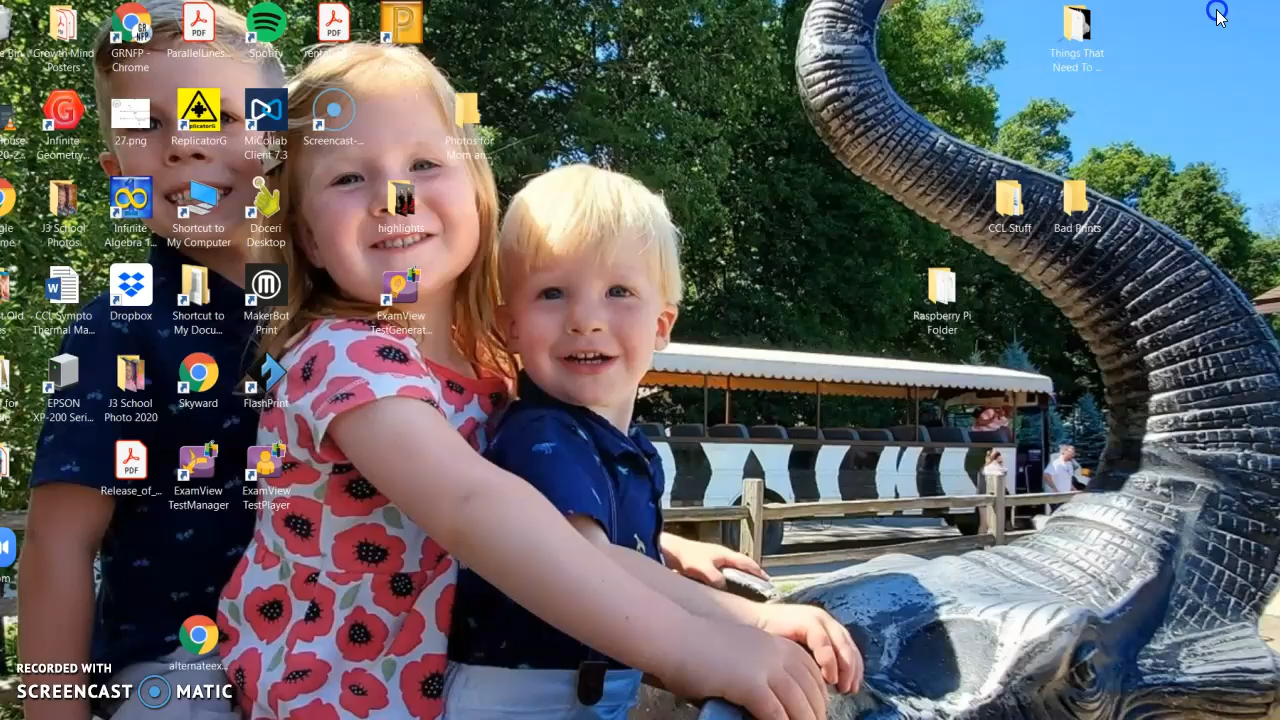 Growth Mind
Posters
GRNFP -
Chrome
ParallelLines...
Spotify
Things That
Need To ...
Infinite
Geometry...
27.png
ReplicatorG
MiCollab
Client 7.3
Screencast-...
Photos for
Mom an...
J3 School
Photos
Infinite
Algebra 1...
Shortcut to
My Computer
Doceri
Desktop
highlights
CCL Stuff
Bad Prints
CCL Sympto
Thermal Ma...
Dropbox
Shortcut to
My Docu...
MakerBot
Print
ExamView
TestGenerat...
Raspberry Pi
Folder
EPSON
XP-200 Seri...
J3 School
Photo 2020
Skyward
FlashPrint
Release_of_...
ExamView
TestManager
ExamView
TestPlayer
alternateex...
RECORDED WITH
SCREENCAST MATIC